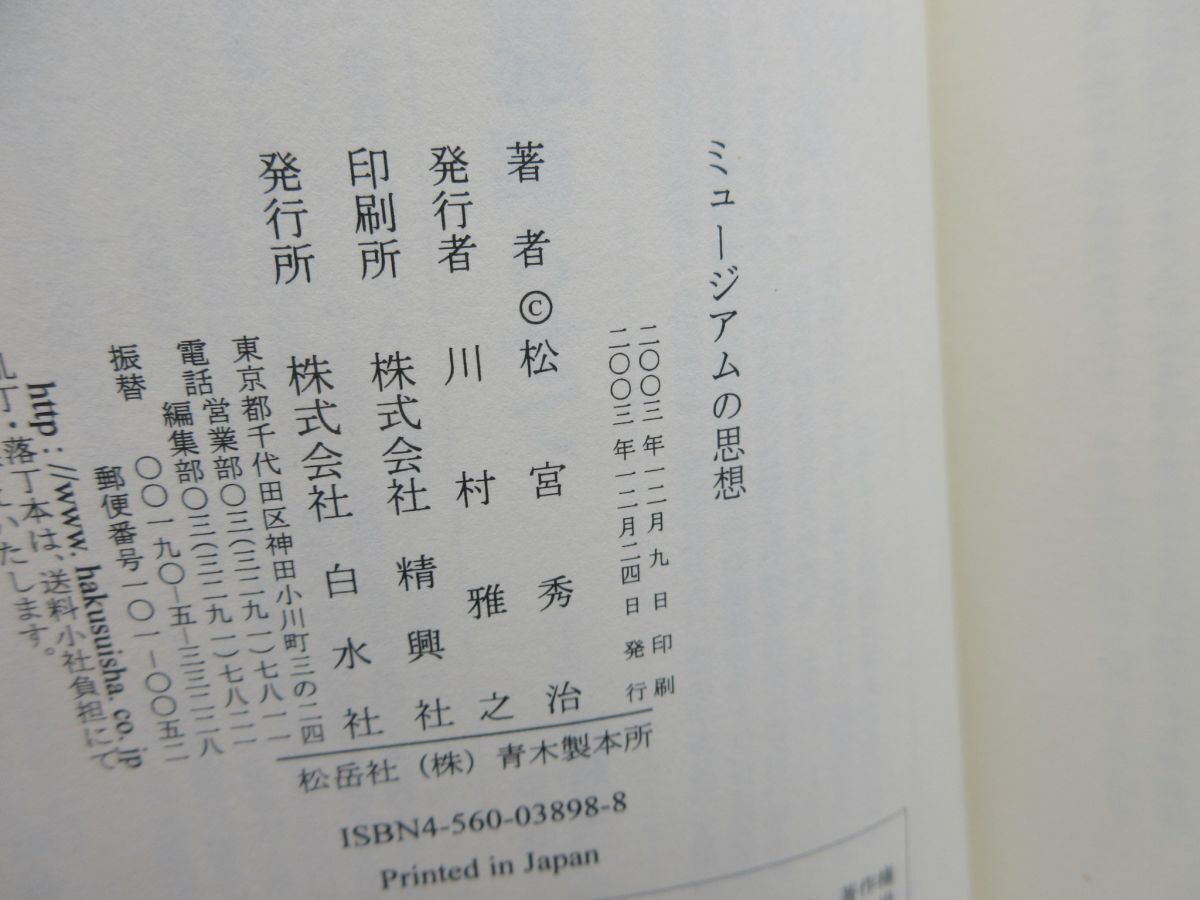 ミュージアムの思想
二〇〇三年一二月九日印刷
二〇〇三年一二月二四日発行
著者 ©松宮秀治
発行者 川村雅之
印刷所 株式会社精興社
発行所 株式会社白水社
東京都千代田区神田小川町三の二四
電話 営業部〇三(三二九一)七八一一
編集部〇三(三二九一)七八二一
振替 〇〇一九〇―五―三三二二八
郵便番号一〇一―〇〇五二
http://www.hakusuisha.co.jp
丁・落丁本は、送料小社負担にて
いたします。
松岳社(株)青木製本所
ISBN4-560-03898-8
Printed in Japan
著作権